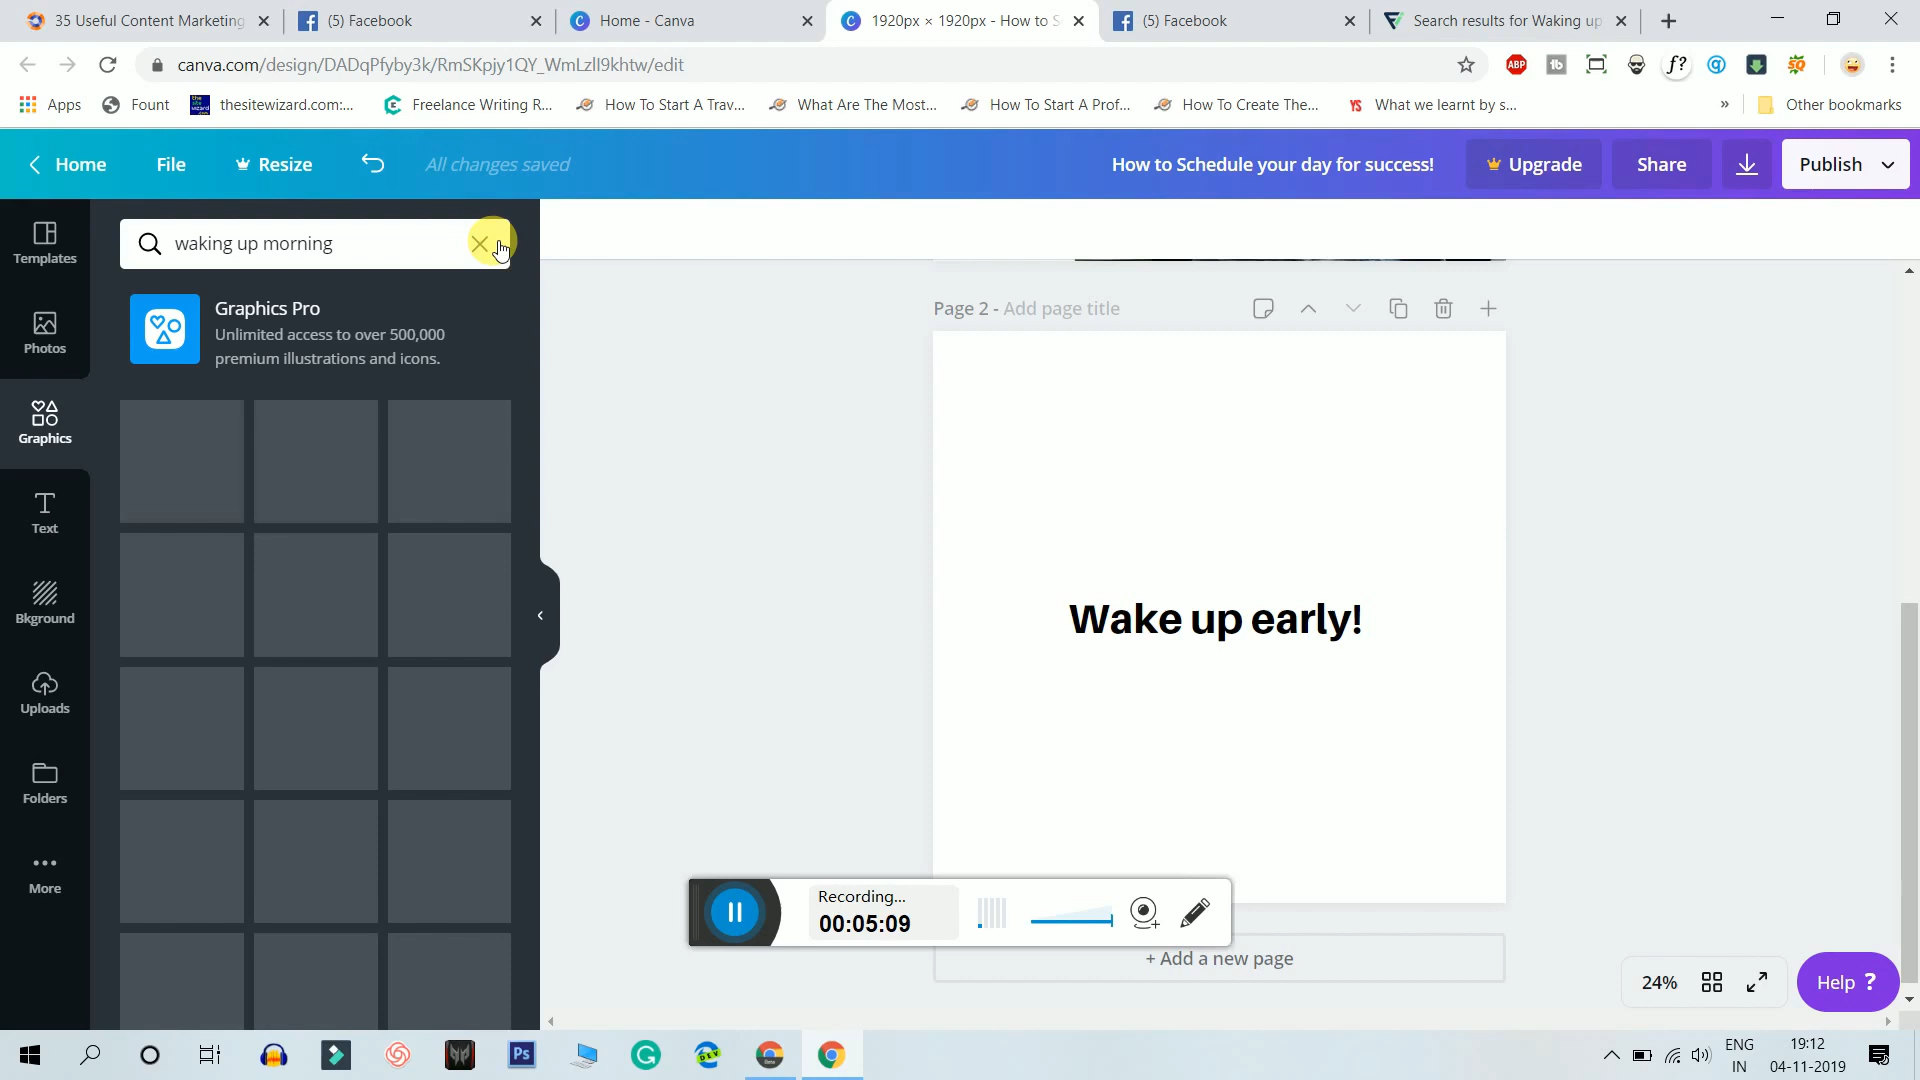 35 Useful Content Marketing
(5) Facebook
Home - Canva
1920px × 1920px - How to S
(5) Facebook
Search results for Waking up
canva.com/design/DADqPfyby3k/RmSKpjy1QY_WmLzlI9khtw/edit
ABP
tb
f?
Apps
Fount
thesitewizard.com:...
Freelance Writing R...
How To Start A Trav...
What Are The Most...
How To Start A Prof...
How To Create The...
YS
What we learnt by s...
»
Other bookmarks
Home
File
Resize
All changes saved
How to Schedule your day for success!
Upgrade
Share
Publish
Templates
Photos
Graphics
Text
Bkground
Uploads
Folders
More
waking up morning
Graphics Pro
Unlimited access to over 500,000
premium illustrations and icons.
Page 2 - Add page title
Wake up early!
Recording...
00:05:09
+ Add a new page
24%
Help ?
Ps
DEV
ENG
IN
19:12
04-11-2019